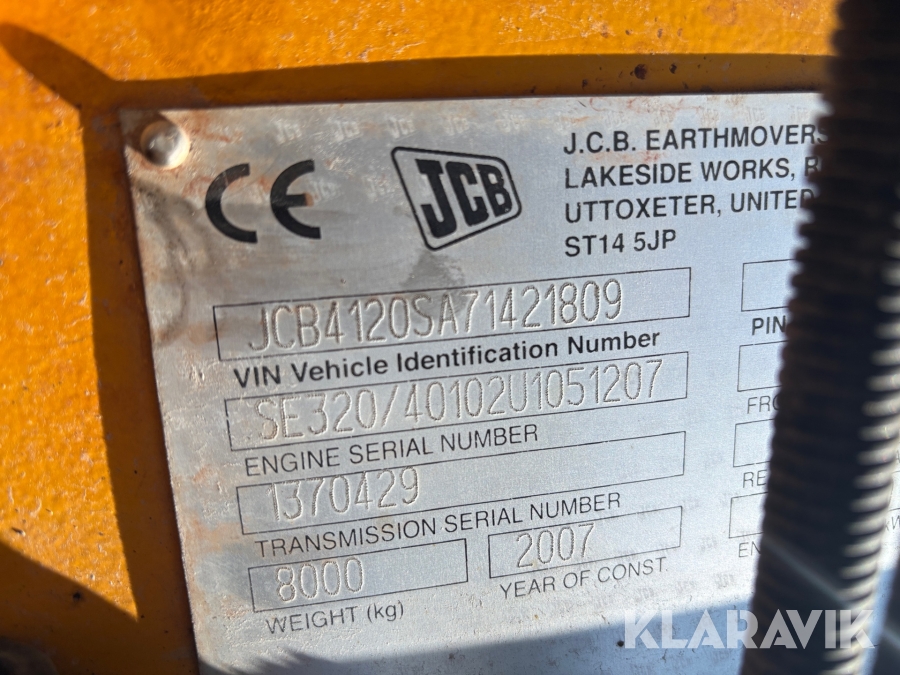 CE
JCB
J.C.B. EARTHMOVERS
LAKESIDE WORKS,
UTTOXETER, UNITED
ST14 5JP
JCB4120SA71421809
VIN Vehicle Identification Number
PIN
SE320/40102U1051207
ENGINE SERIAL NUMBER
1370429
TRANSMISSION SERIAL NUMBER
8000
2007
WEIGHT (kg)
YEAR OF CONST.
KLARAVIK